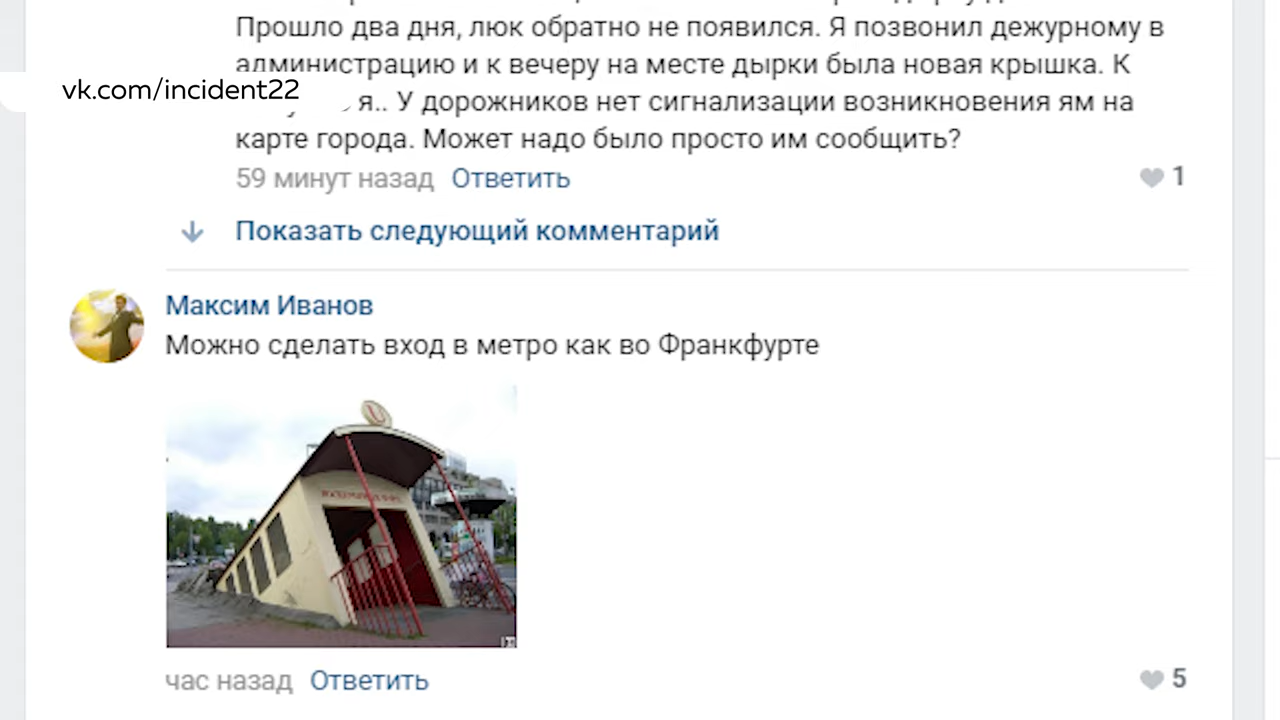 Прошло два дня, люк обратно не появился. Я позвонил дежурному в
администрацию и к вечеру на месте дырки была новая крышка. К
vk.com/incident22
я.. У дорожников нет сигнализации возникновения ям на
карте города. Может надо было просто им сообщить?
59 минут назад Ответить
1
Показать следующий комментарий
Максим Иванов
Можно сделать вход в метро как во Франкфурте
U
час назад Ответить
5